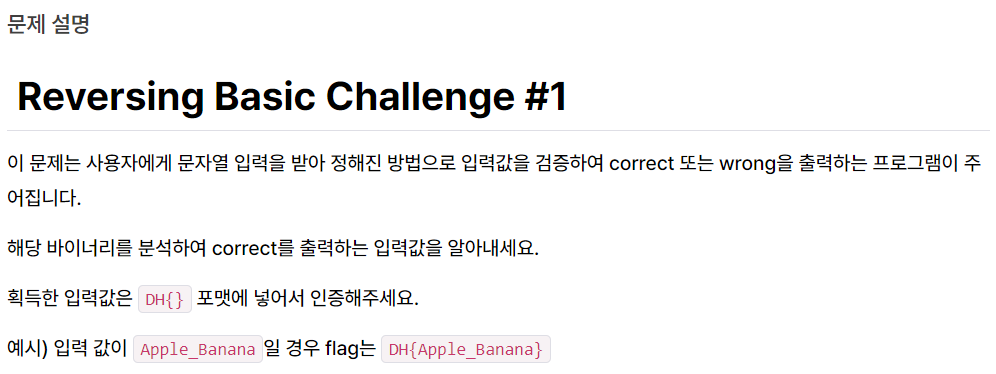 문제 설명
Reversing Basic Challenge #1
이 문제는 사용자에게 문자열 입력을 받아 정해진 방법으로 입력값을 검증하여 correct 또는 wrong을 출력하는 프로그램이 주
어집니다.
해당 바이너리를 분석하여 correct를 출력하는 입력값을 알아내세요.
획득한 입력값은 DH{} 포맷에 넣어서 인증해주세요.
예시) 입력 값이 Apple_Banana일 경우 flag는 DH{Apple_Banana}